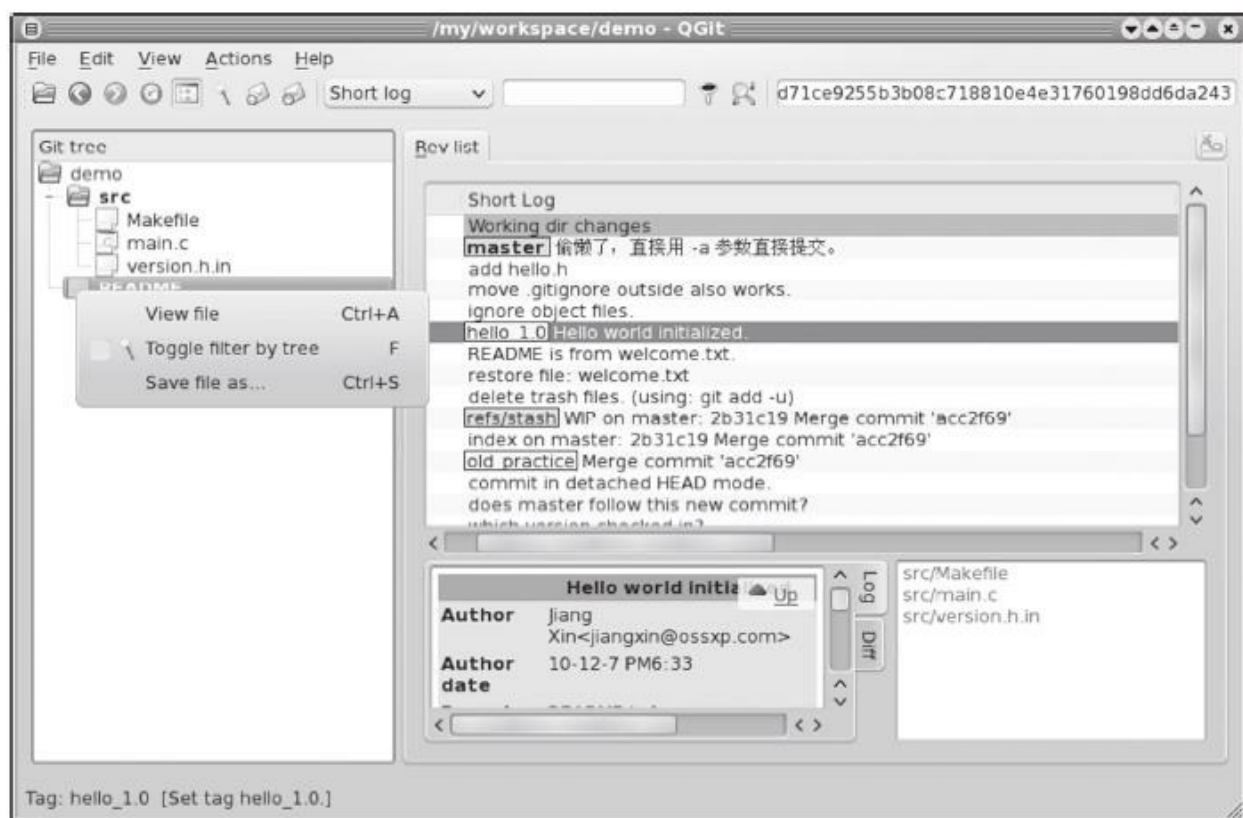 /my/workspace/demo - QGit
File Edit View Actions Help
Short log
d71ce9255b3b08c718810e4e31760198dd6da243
Git tree
demo
src
Makefile
main.c
version.h.in
README
View file Ctrl+A
Toggle filter by tree F
Save file as... Ctrl+S
Rev list
Short Log
Working dir changes
master 偷懒了，直接用 -a 参数直接提交。
add hello.h
move .gitignore outside also works.
ignore object files.
hello_1.0 Hello world initialized.
README is from welcome.txt.
restore file: welcome.txt
delete trash files. (using: git add -u)
refs/stash WIP on master: 2b31c19 Merge commit 'acc2f69'
index on master: 2b31c19 Merge commit 'acc2f69'
old_practice Merge commit 'acc2f69'
commit in detached HEAD mode.
does master follow this new commit?
which version checked in?
Hello world initia
Up
Author Jiang
Xin<jiangxin@ossxp.com>
Author 10-12-7 PM6:33
date
Log
Diff
src/Makefile
src/main.c
src/version.h.in
Tag: hello_1.0 [Set tag hello_1.0.]